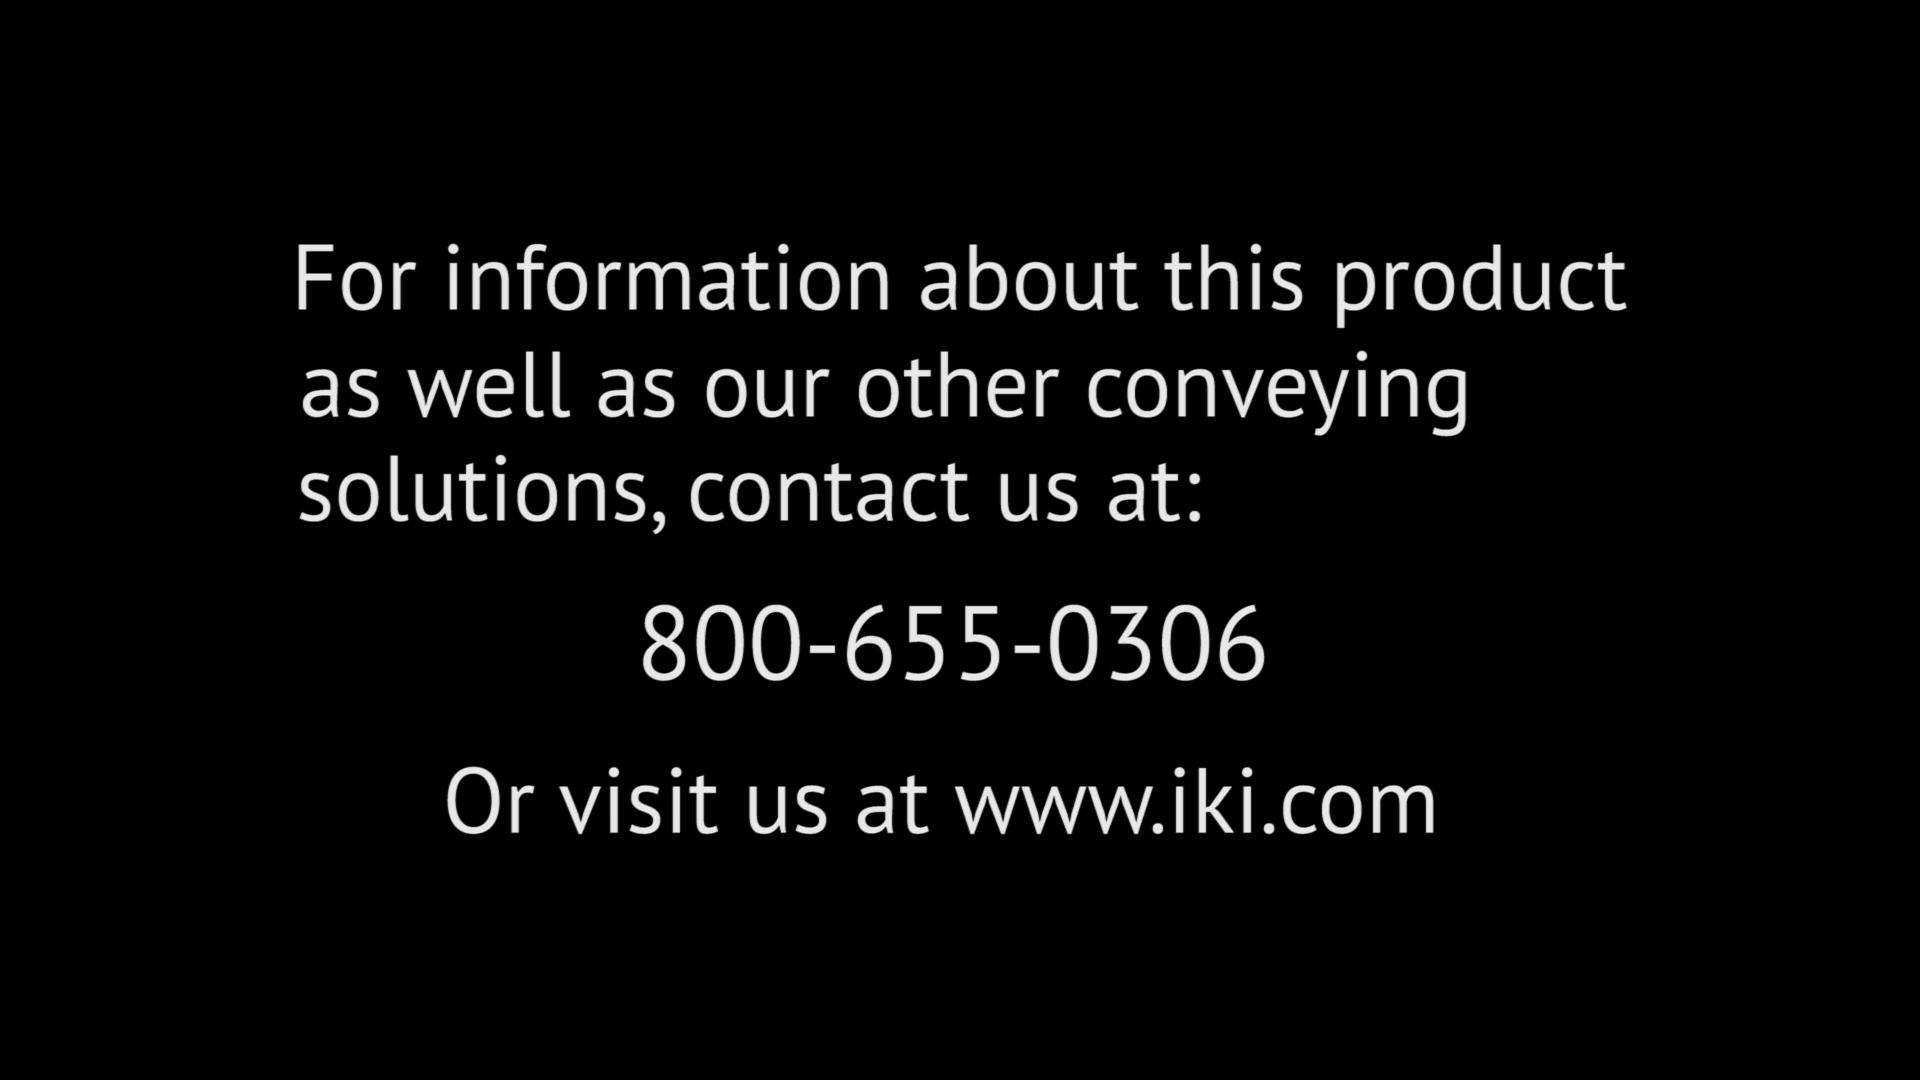 For information about this product
as well as our other conveying
solutions, contact us at:
800-655-0306
Or visit us at www.iki.com